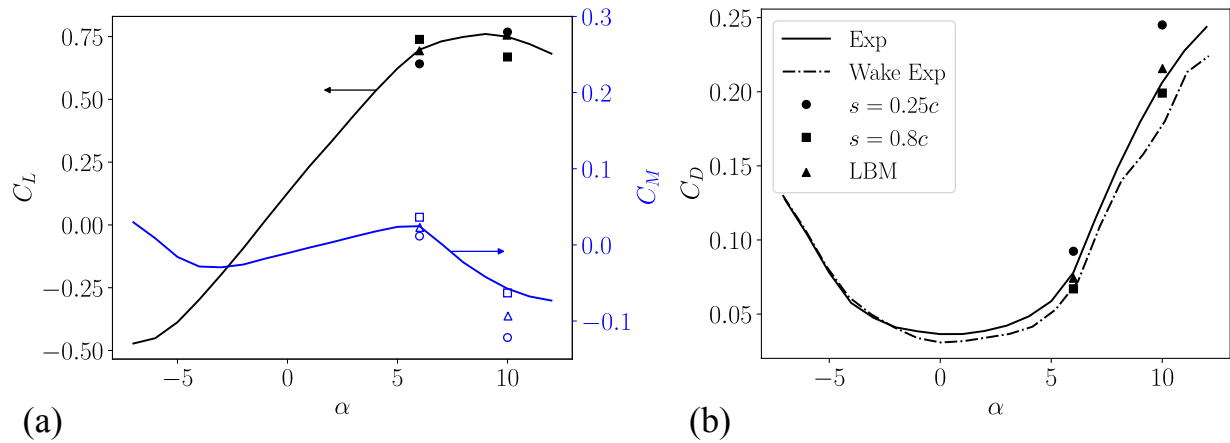 0.75
0.50
0.25
0.00
−0.25
−0.50
C_L
−5
0
5
10
α
0.3
0.2
0.1
0.0
−0.1
C_M
(a)
0.25
0.20
0.15
0.10
0.05
C_D
Exp
Wake Exp
s = 0.25c
s = 0.8c
LBM
−5
0
5
10
α
(b)